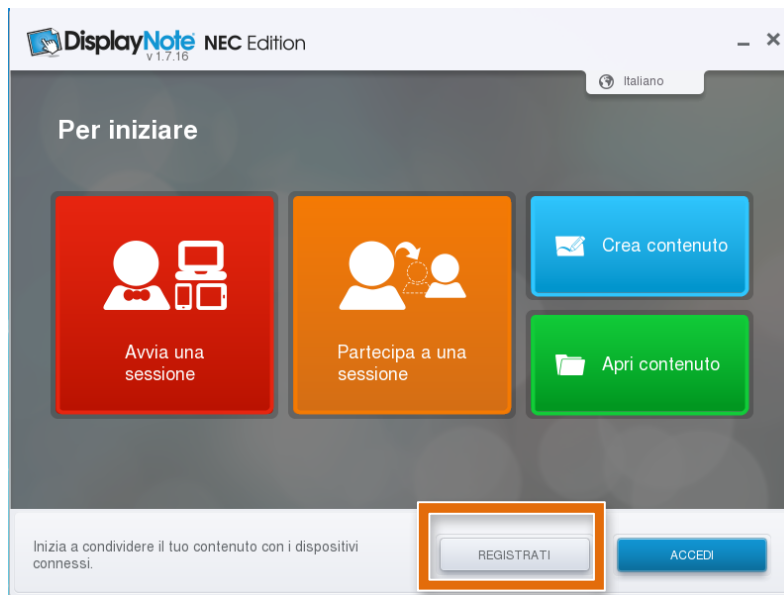 DisplayNote NEC Edition
v 1.7.16
Italiano
Per iniziare
Avvia una
sessione
Partecipa a una
sessione
Crea contenuto
Apri contenuto
Inizia a condividere il tuo contenuto con i dispositivi
connessi.
REGISTRATI
ACCEDI